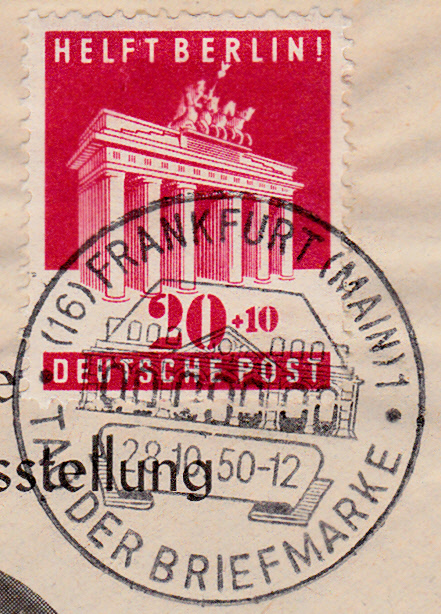 HELFT BERLIN!
20+10
DEUTSCHE POST
(16) FRANKFURT (MAIN) 1
28.10.50-12
TAG DER BRIEFMARKE
e
sstellung